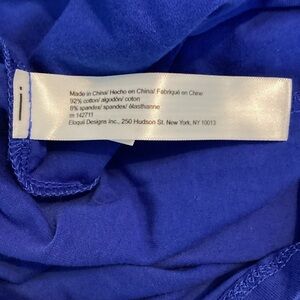 Made in China/ Hecho en China/ Fabriqué en Chine
92% cotton/ algodón/ coton
8% spandex/ spandex/ élasthanne
m 142711
Eloquii Designs Inc., 250 Hudson St. New York, NY 10013